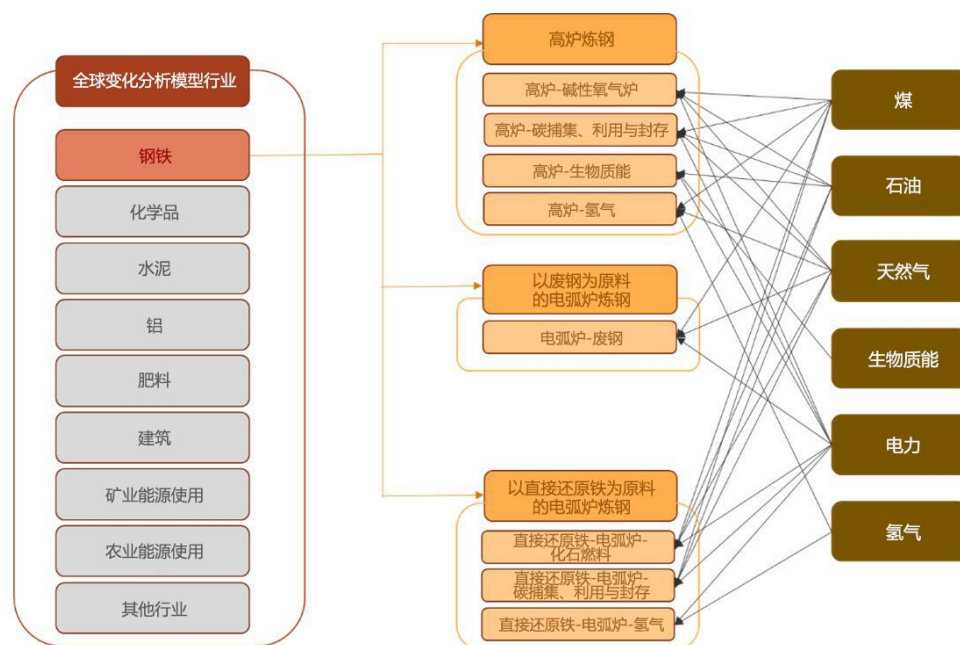 全球变化分析模型行业
钢铁
化学品
水泥
铝
肥料
建筑
矿业能源使用
农业能源使用
其他行业
高炉炼钢
高炉-碱性氧气炉
高炉-碳捕集、利用与封存
高炉-生物质能
高炉-氢气
以废钢为原料
的电弧炉炼钢
电弧炉-废钢
以直接还原铁为原料
的电弧炉炼钢
直接还原铁-电弧炉-
化石燃料
直接还原铁-电弧炉-
碳捕集、利用与封存
直接还原铁-电弧炉-氢气
煤
石油
天然气
生物质能
电力
氢气